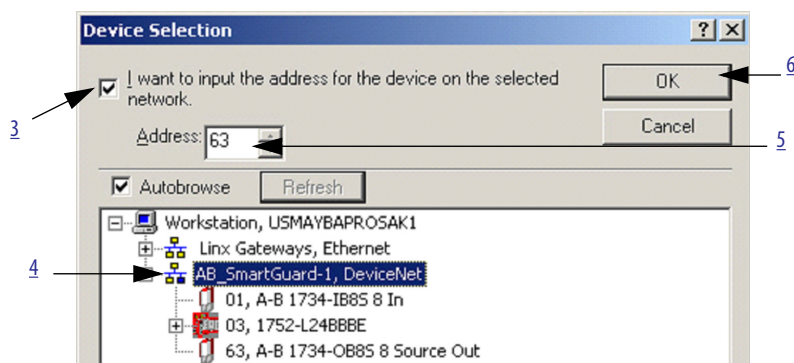 Device Selection
I want to input the address for the device on the selected
network.
OK
6
3
Address: 63
Cancel
5
Autobrowse
Refresh
Workstation, USMAYBAPROSAK1
Linx Gateways, Ethernet
4
AB_SmartGuard-1, DeviceNet
01, A-B 1734-IB8S 8 In
03, 1752-L24BBBE
63, A-B 1734-OB8S 8 Source Out